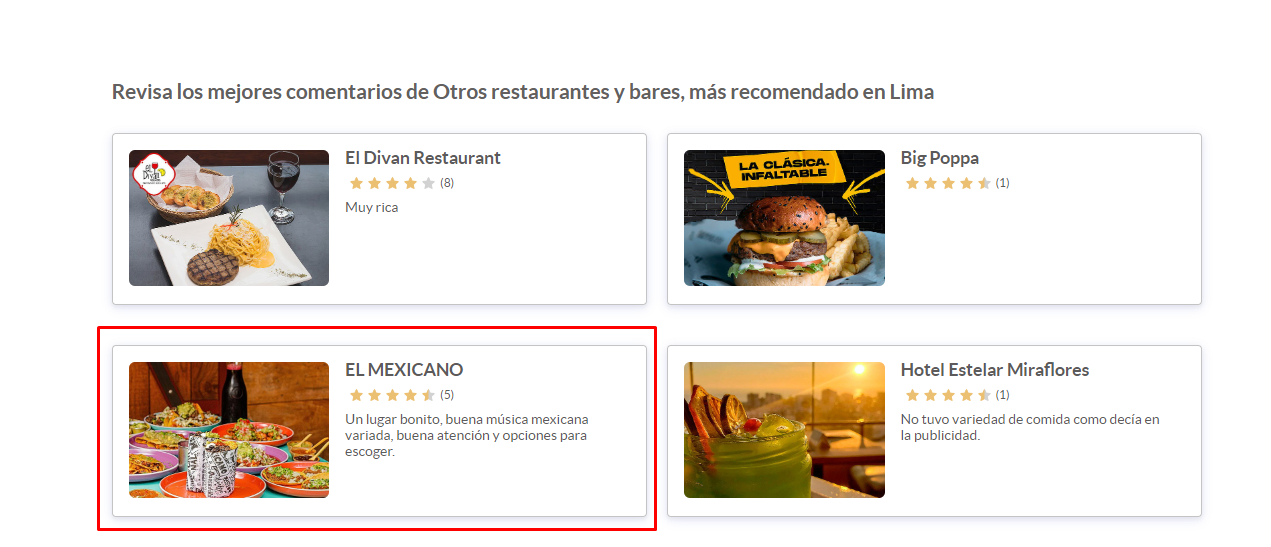 Revisa los mejores comentarios de Otros restaurantes y bares, más recomendado en Lima
El Divan Restaurant
(8)
Muy rica
El Divan
Big Poppa
(1)
LA CLÁSICA.
INFALTABLE
EL MEXICANO
(5)
Un lugar bonito, buena música mexicana
variada, buena atención y opciones para
escoger.
Hotel Estelar Miraflores
(1)
No tuvo variedad de comida como decía en
la publicidad.